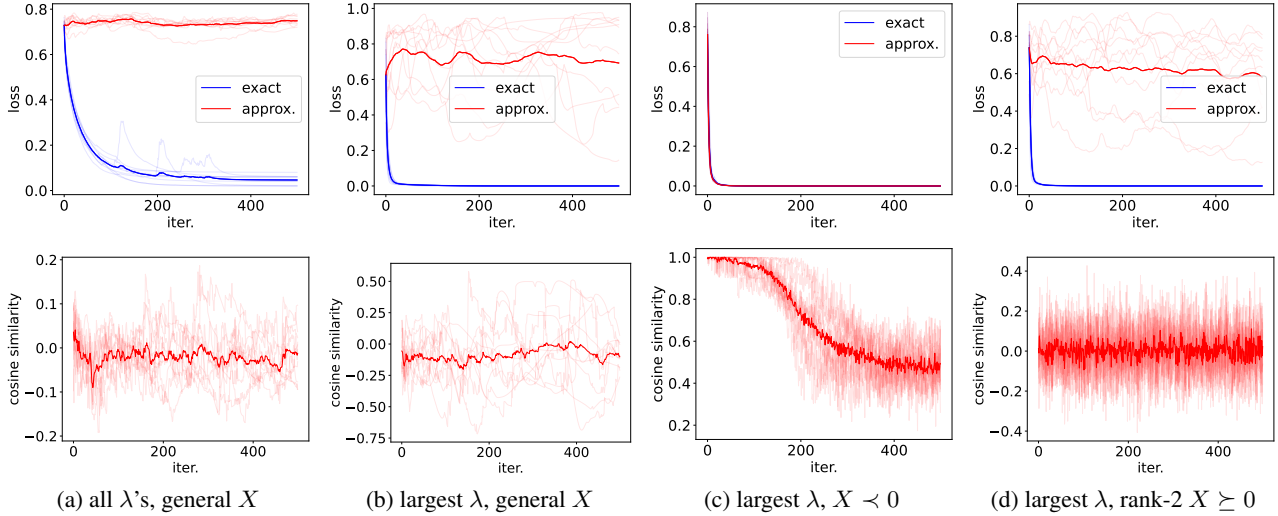 0.8
0.6
0.4
0.2
0.0
loss
0
200
400
iter.
exact
approx.
1.0
0.8
0.6
0.4
0.2
0.0
loss
0
200
400
iter.
exact
approx.
0.8
0.6
0.4
0.2
0.0
loss
0
200
400
iter.
exact
approx.
1.0
0.8
0.6
0.4
0.2
0.0
loss
0
200
400
iter.
exact
approx.
0.2
0.1
0.0
−0.1
−0.2
cosine similarity
0
200
400
iter.
0.50
0.25
0.00
−0.25
−0.50
−0.75
cosine similarity
0
200
400
iter.
1.0
0.8
0.6
0.4
0.2
cosine similarity
0
200
400
iter.
0.4
0.2
0.0
−0.2
−0.4
cosine similarity
0
200
400
iter.
(a) all λ's, general X
(b) largest λ, general X
(c) largest λ, X ≺ 0
(d) largest λ, rank-2 X ⪰ 0